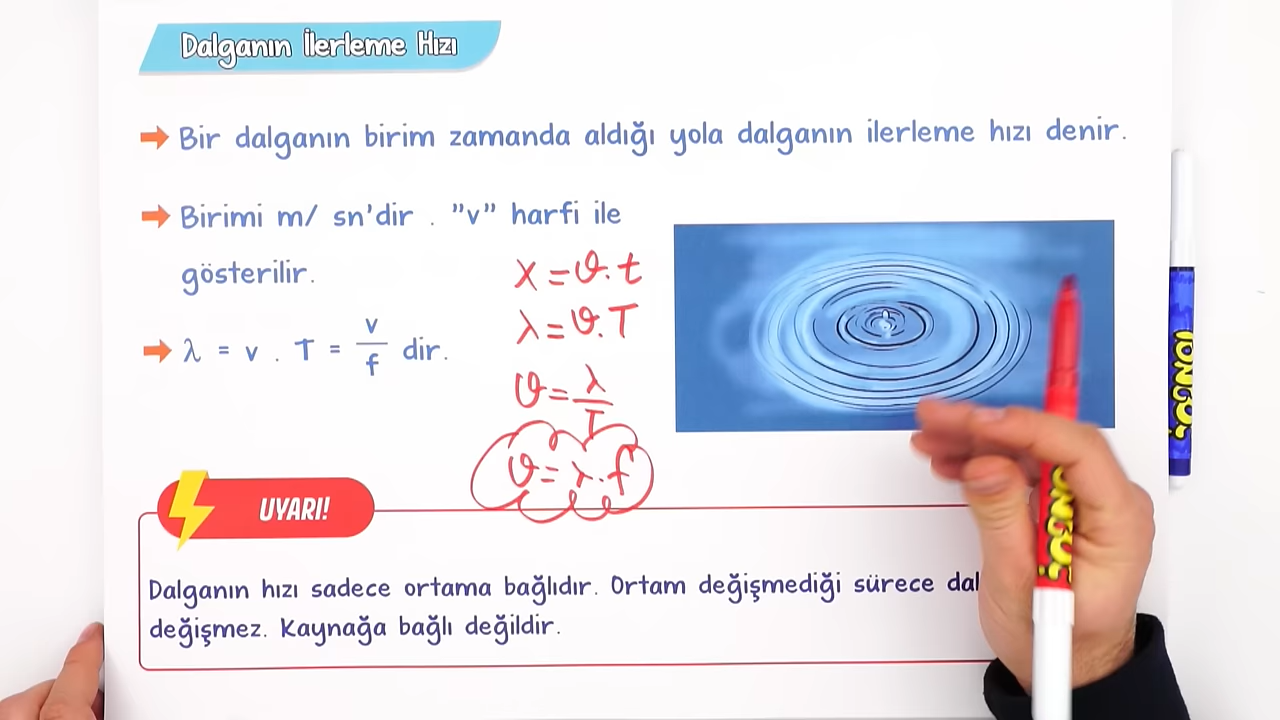 Dalganın İlerleme Hızı
Bir dalganın birim zamanda aldığı yola dalganın ilerleme hızı denir.
Birimi m/ sn'dir . "v" harfi ile
gösterilir.
λ = v . T = v/f dir.
x = ϑ. t
λ = ϑ. T
ϑ = λ/T
ϑ = λ. f
UYARI!
Dalganın hızı sadece ortama bağlıdır. Ortam değişmediği sürece
değişmez. Kaynağa bağlı değildir.